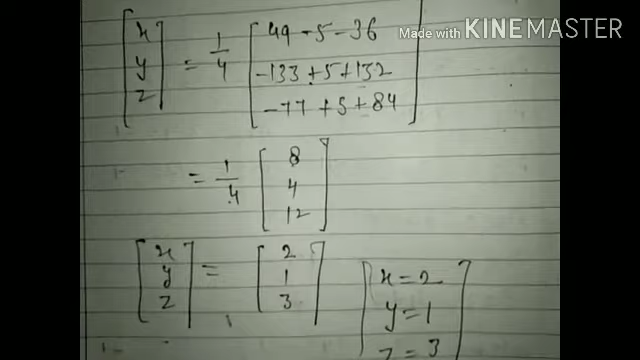 Made with KINEMASTER
[x y z] = 1/4 [49 - 5 - 36
-133 + 5 + 132
-77 + 5 + 84]
= 1/4 [8 4 12]
[x y z] = [2 1 3]
[x = 2
y = 1
z = 3]